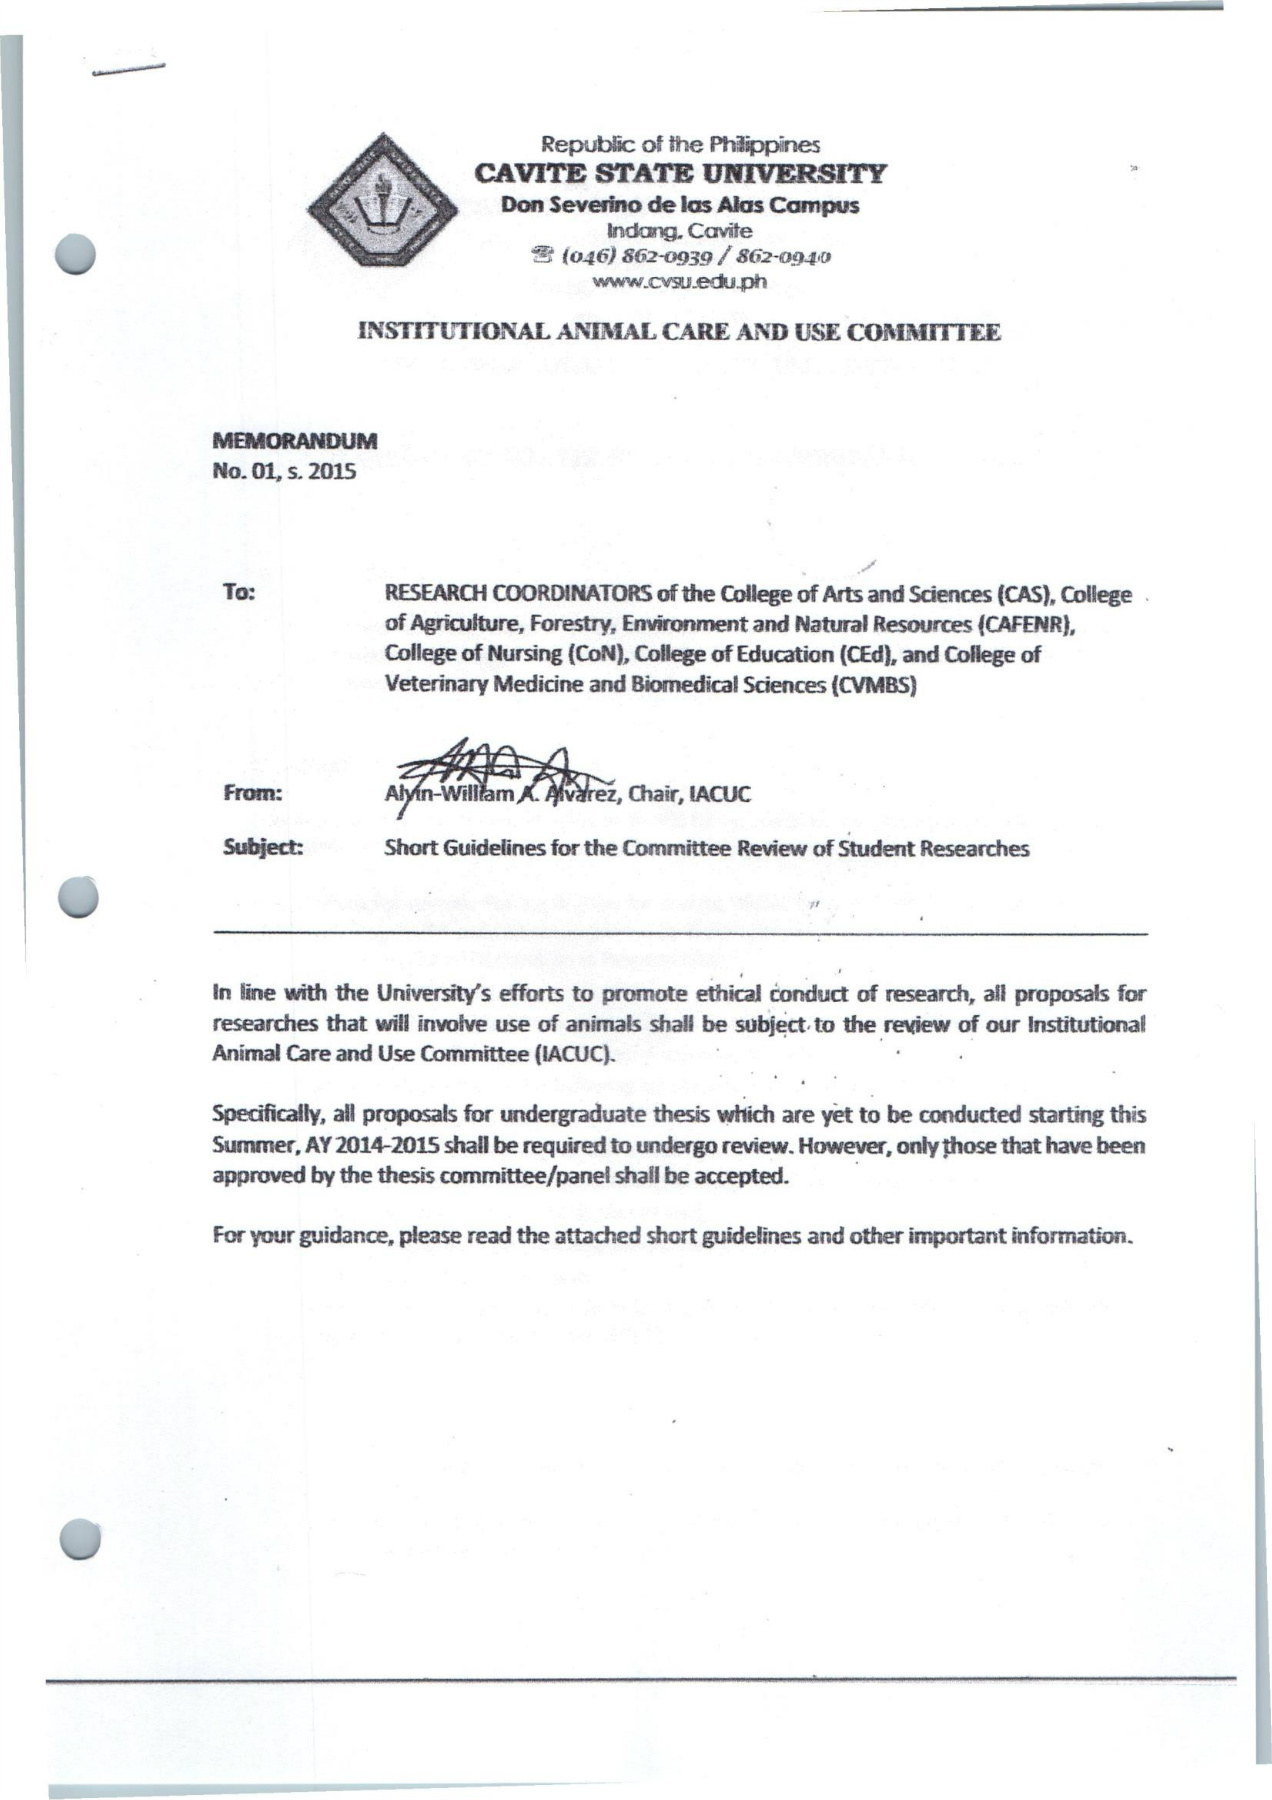 Republic of the Philippines
CAVITE STATE UNIVERSITY
Don Severino de las Alas Campus
Indang, Cavite
☎ (046) 862-0939 / 862-0940
www.cvsu.edu.ph
INSTITUTIONAL ANIMAL CARE AND USE COMMITTEE
MEMORANDUM
No. 01, s. 2015
To: RESEARCH COORDINATORS of the College of Arts and Sciences (CAS), College
of Agriculture, Forestry, Environment and Natural Resources (CAFENR),
College of Nursing (CoN), College of Education (CEd), and College of
Veterinary Medicine and Biomedical Sciences (CVMBS)
From: Alvin-William A. Alvarez, Chair, IACUC
Subject: Short Guidelines for the Committee Review of Student Researches
In line with the University's efforts to promote ethical conduct of research, all proposals for
researches that will involve use of animals shall be subject to the review of our Institutional
Animal Care and Use Committee (IACUC).
Specifically, all proposals for undergraduate thesis which are yet to be conducted starting this
Summer, AY 2014-2015 shall be required to undergo review. However, only those that have been
approved by the thesis committee/panel shall be accepted.
For your guidance, please read the attached short guidelines and other important information.